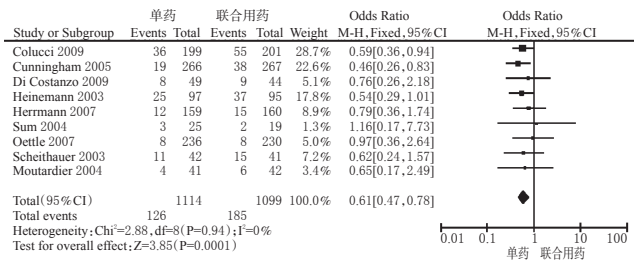 单药 联合用药 Odds Ratio Odds Ratio
Study or Subgroup Events Total Events Total Weight M-H,Fixed,95%CI M-H,Fixed,95%CI
Colucci 2009 36 199 55 201 28.7% 0.59[0.36,0.94]
Cunningham 2005 19 266 38 267 20.6% 0.46[0.26,0.83]
Di Costanzo 2009 8 49 9 44 5.1% 0.76[0.26,2.18]
Heinemann 2003 25 97 37 95 17.8% 0.54[0.29,1.01]
Herrmann 2007 12 159 15 160 8.9% 0.79[0.36,1.74]
Sum 2004 3 25 2 19 1.3% 1.16[0.17,7.73]
Oettle 2007 8 236 8 230 5.0% 0.97[0.36,2.64]
Scheithauer 2003 11 42 15 41 7.2% 0.62[0.24,1.57]
Moutardier 2004 4 41 6 42 3.4% 0.65[0.17,2.49]
Total(95%CI) 1114 1099 100.0% 0.61[0.47,0.78]
Total events 126 185
Heterogeneity:Chi²=2.88,df=8(P=0.94);I²=0%
Test for overall effect:Z=3.85(P=0.0001)
0.01 0.1 1 10 100
单药 联合用药